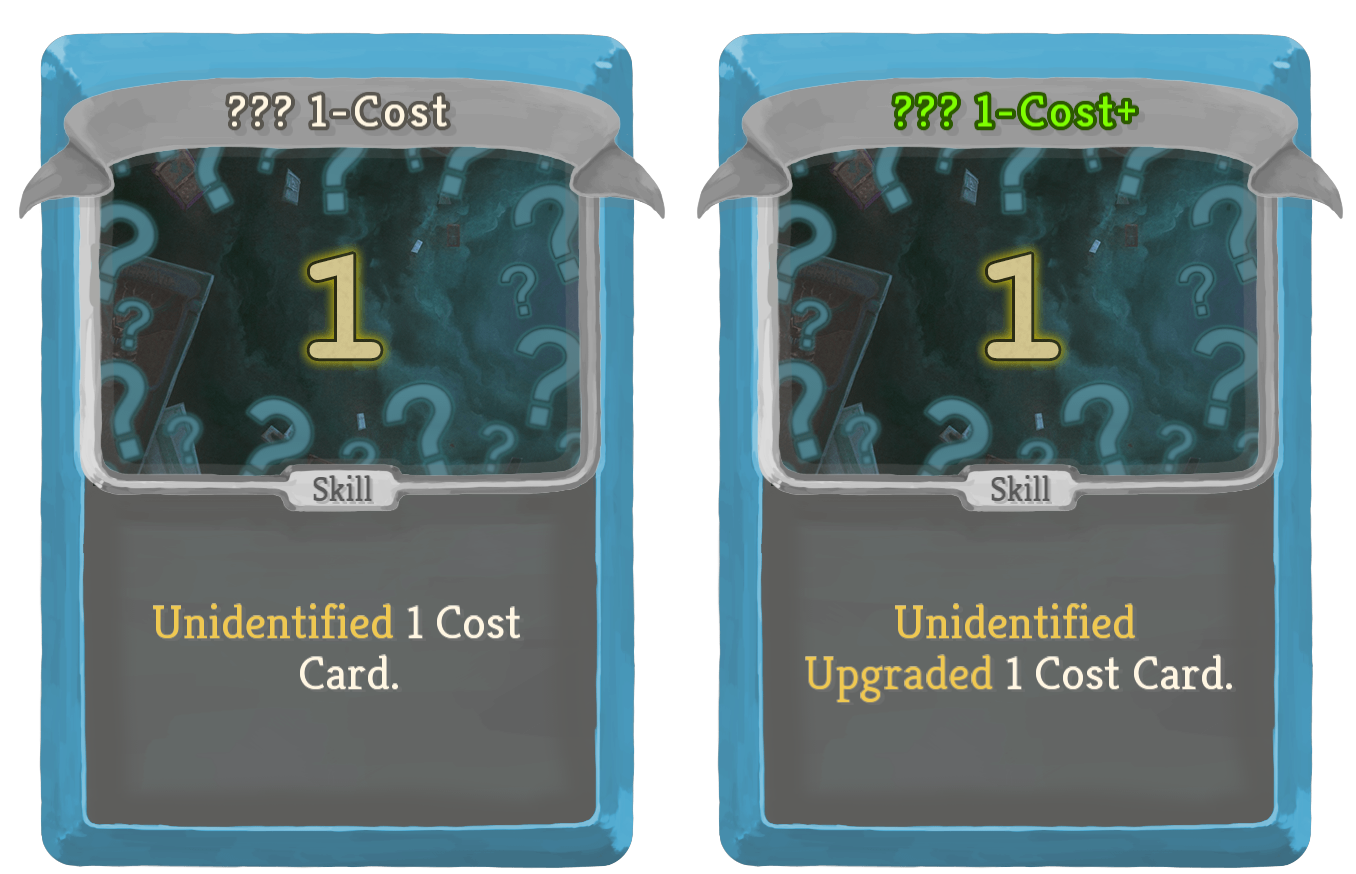 ??? 1-Cost
1
Skill
Unidentified 1 Cost
Card.
??? 1-Cost+
1
Skill
Unidentified
Upgraded 1 Cost Card.